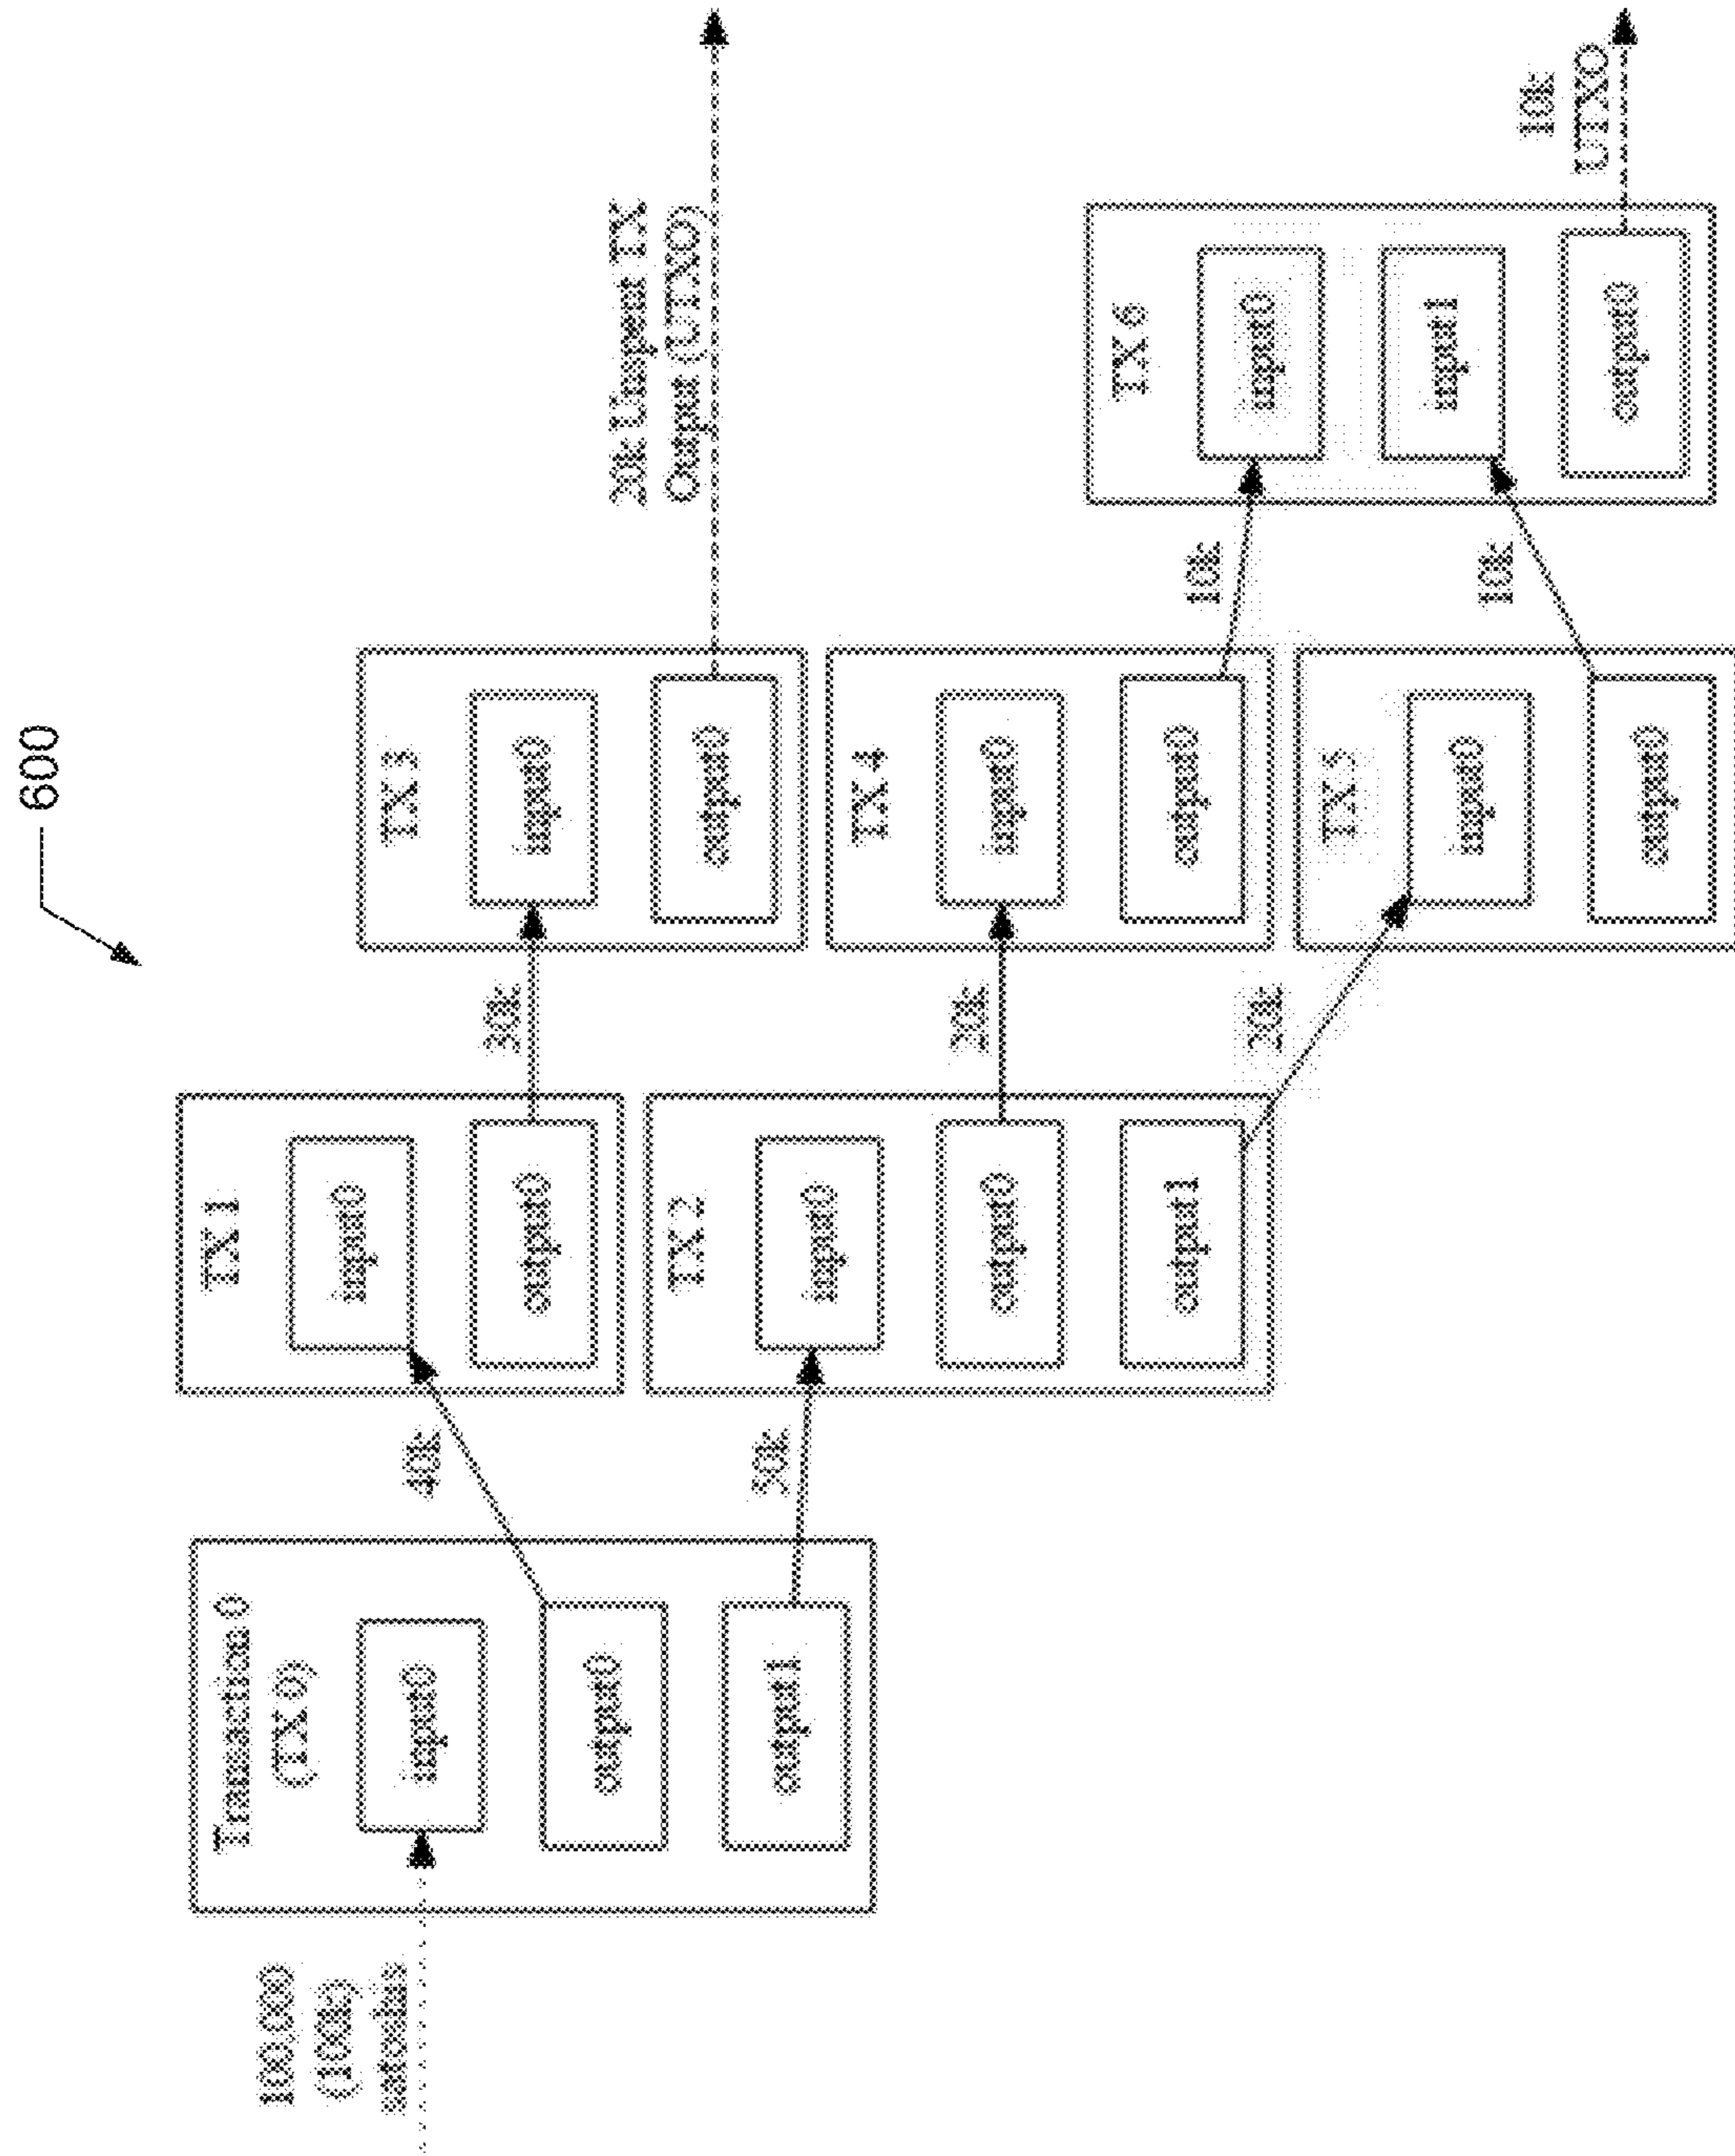 600
100,000
(100k)
satoshis
Transaction 0
(TX 0)
input0
output0
output1
40k
50k
TX 1
input0
output0
TX 2
input0
output0
output1
30k
20k
20k
TX 3
input0
output0
TX 4
input0
output0
TX 5
input0
output0
20k Unspent TX
Output (UTXO)
10k
10k
TX 6
input0
input1
output0
10k
UTXO